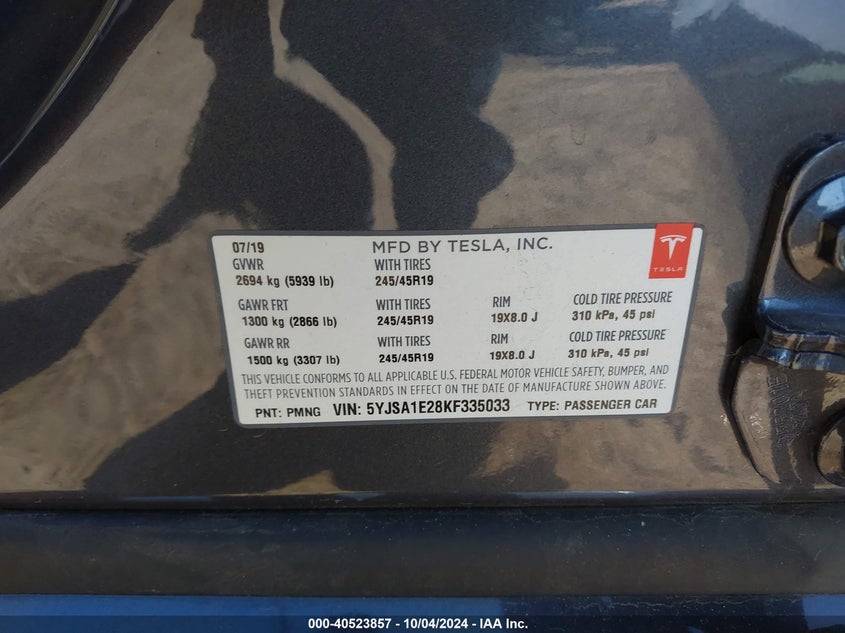 07/19 MFD BY TESLA, INC.
GVWR WITH TIRES
2694 kg (5939 lb) 245/45R19
TESLA
GAWR FRT WITH TIRES RIM COLD TIRE PRESSURE
1300 kg (2866 lb) 245/45R19 19X8.0 J 310 kPa, 45 psi
GAWR RR WITH TIRES RIM COLD TIRE PRESSURE
1500 kg (3307 lb) 245/45R19 19X8.0 J 310 kPa, 45 psi
THIS VEHICLE CONFORMS TO ALL APPLICABLE U.S. FEDERAL MOTOR VEHICLE SAFETY, BUMPER, AND
THEFT PREVENTION STANDARDS IN EFFECT ON THE DATE OF MANUFACTURE SHOWN ABOVE.
PNT: PMNG VIN: 5YJSA1E28KF335033 TYPE: PASSENGER CAR
000-40523857 - 10/04/2024 - IAA Inc.